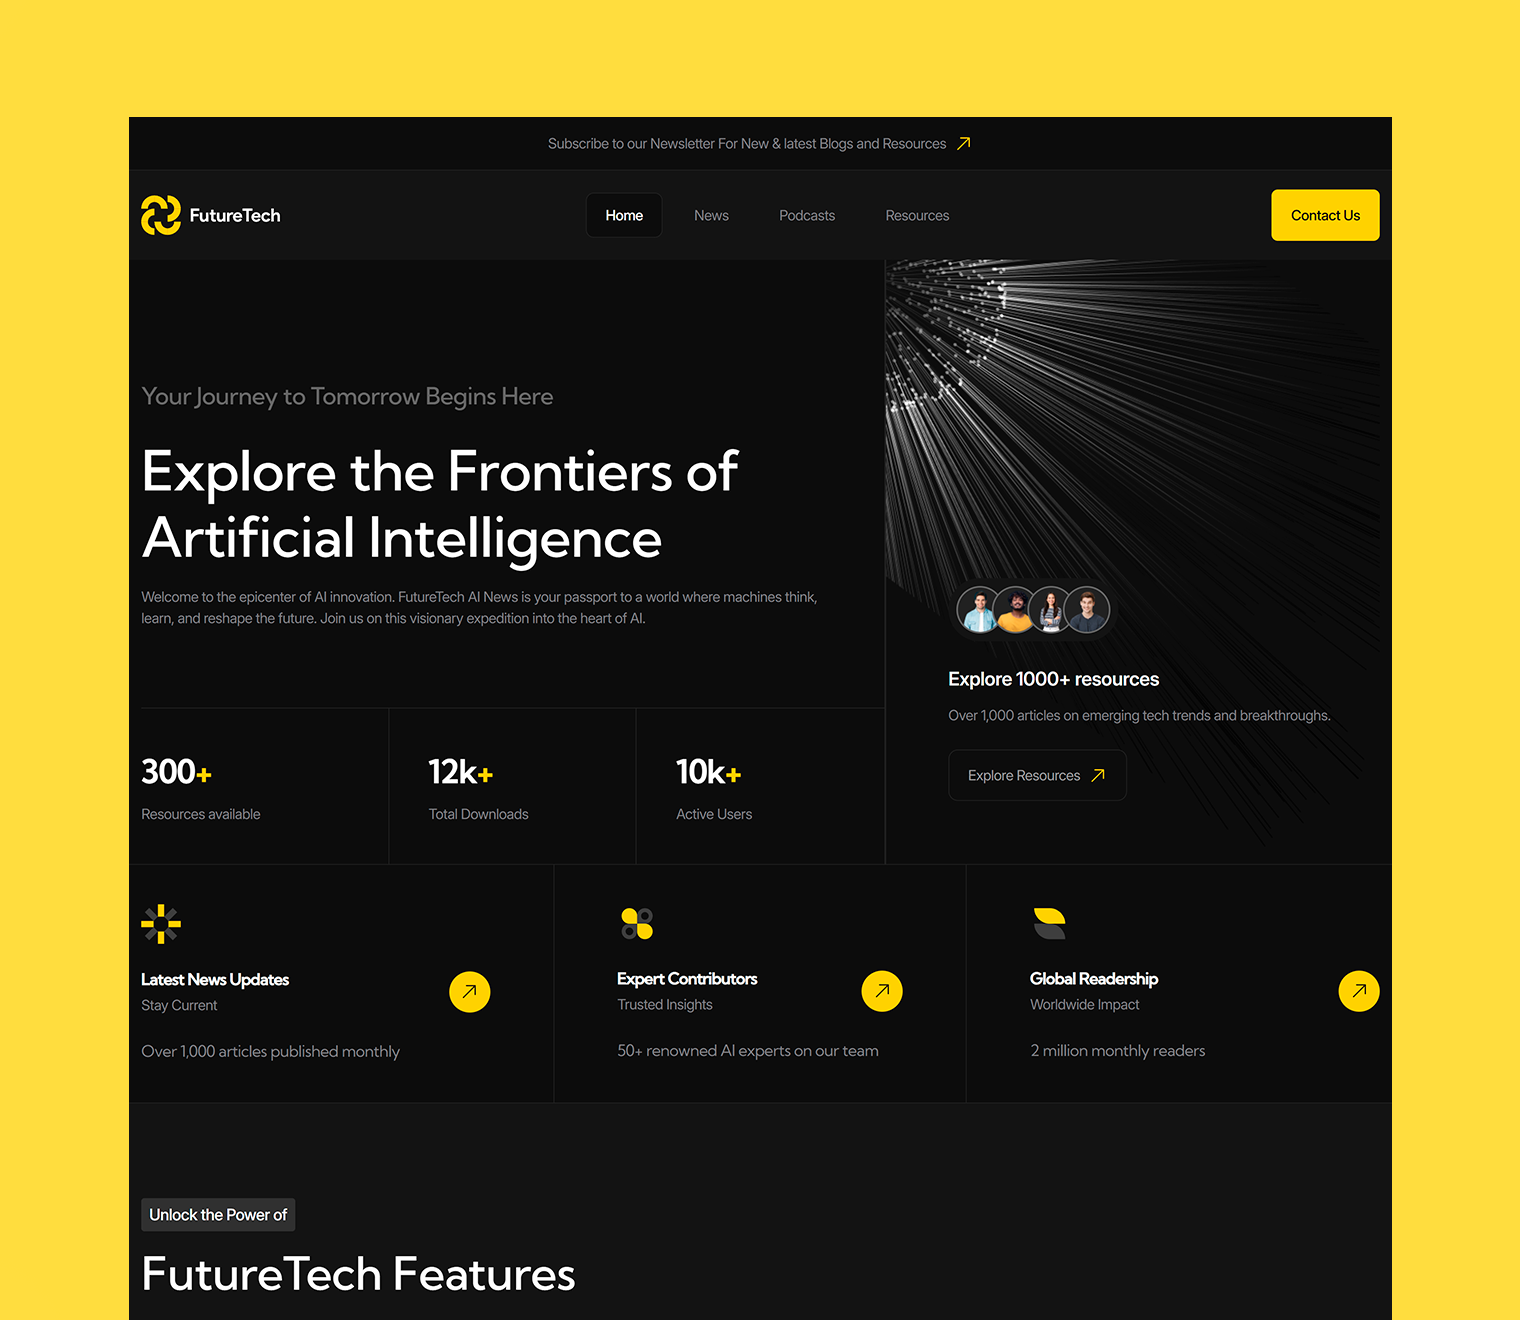 Subscribe to our Newsletter For New & latest Blogs and Resources
FutureTech
Home
News
Podcasts
Resources
Contact Us
Your Journey to Tomorrow Begins Here
Explore the Frontiers of
Artificial Intelligence
Welcome to the epicenter of AI innovation. FutureTech AI News is your passport to a world where machines think,
learn, and reshape the future. Join us on this visionary expedition into the heart of AI.
300+
Resources available
12k+
Total Downloads
10k+
Active Users
Explore 1000+ resources
Over 1,000 articles on emerging tech trends and breakthroughs.
Explore Resources
Latest News Updates
Stay Current
Over 1,000 articles published monthly
Expert Contributors
Trusted Insights
50+ renowned AI experts on our team
Global Readership
Worldwide Impact
2 million monthly readers
Unlock the Power of
FutureTech Features